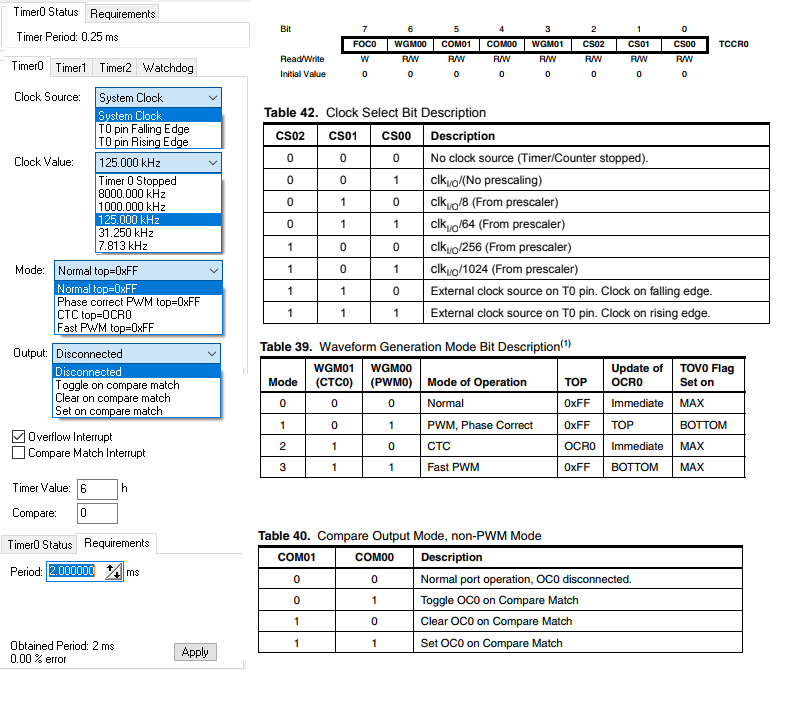 Timer0 Status Requirements
Timer Period: 0.25 ms
Timer0 Timer1 Timer2 Watchdog
Clock Source: System Clock
System Clock
T0 pin Falling Edge
T0 pin Rising Edge
Clock Value: 125.000 kHz
Timer 0 Stopped
8000.000 kHz
1000.000 kHz
125.000 kHz
31.250 kHz
7.813 kHz
Mode: Normal top=0xFF
Normal top=0xFF
Phase correct PWM top=0xFF
CTC top=OCR0
Fast PWM top=0xFF
Output: Disconnected
Disconnected
Toggle on compare match
Clear on compare match
Set on compare match
Overflow Interrupt
Compare Match Interrupt
Timer Value: 6 h
Compare: 0
Timer0 Status Requirements
Period: 2.000000 ms
Obtained Period: 2 ms
0.00 % error
Apply
Bit 7 6 5 4 3 2 1 0
FOC0 WGM00 COM01 COM00 WGM01 CS02 CS01 CS00 TCCR0
Read/Write W R/W R/W R/W R/W R/W R/W R/W
Initial Value 0 0 0 0 0 0 0 0
Table 42. Clock Select Bit Description
CS02 CS01 CS00 Description
0 0 0 No clock source (Timer/Counter stopped).
0 0 1 clkI/O/(No prescaling)
0 1 0 clkI/O/8 (From prescaler)
0 1 1 clkI/O/64 (From prescaler)
1 0 0 clkI/O/256 (From prescaler)
1 0 1 clkI/O/1024 (From prescaler)
1 1 0 External clock source on T0 pin. Clock on falling edge.
1 1 1 External clock source on T0 pin. Clock on rising edge.
Table 39. Waveform Generation Mode Bit Description(1)
WGM01 WGM00 Update of TOV0 Flag
Mode (CTC0) (PWM0) Mode of Operation TOP OCR0 Set on
0 0 0 Normal 0xFF Immediate MAX
1 0 1 PWM, Phase Correct 0xFF TOP BOTTOM
2 1 0 CTC OCR0 Immediate MAX
3 1 1 Fast PWM 0xFF BOTTOM MAX
Table 40. Compare Output Mode, non-PWM Mode
COM01 COM00 Description
0 0 Normal port operation, OC0 disconnected.
0 1 Toggle OC0 on Compare Match
1 0 Clear OC0 on Compare Match
1 1 Set OC0 on Compare Match